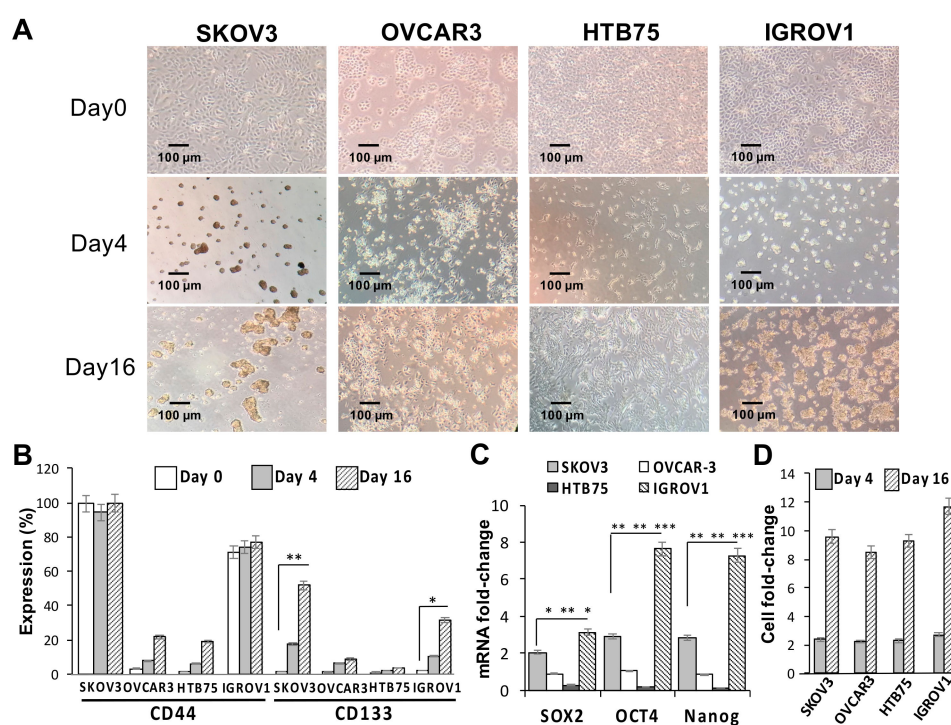 A
SKOV3 OVCAR3 HTB75 IGROV1
Day0
100 µm 100 µm 100 µm 100 µm
Day4
100 µm 100 µm 100 µm 100 µm
Day16
100 µm 100 µm 100 µm 100 µm
B
Expression (%)
120
100
80
60
40
20
0
Day 0 Day 4 Day 16
** *
SKOV3 OVCAR3 HTB75 IGROV1 SKOV3 OVCAR3 HTB75 IGROV1
CD44 CD133
C
SKOV3 OVCAR-3
HTB75 IGROV1
mRNA fold-change
10
8
6
4
2
0
* ** * ** ** *** ** ** ***
SOX2 OCT4 Nanog
D
Cell fold-change
14
12
10
8
6
4
2
0
Day 4 Day 16
SKOV3 OVCAR3 HTB75 IGROV1